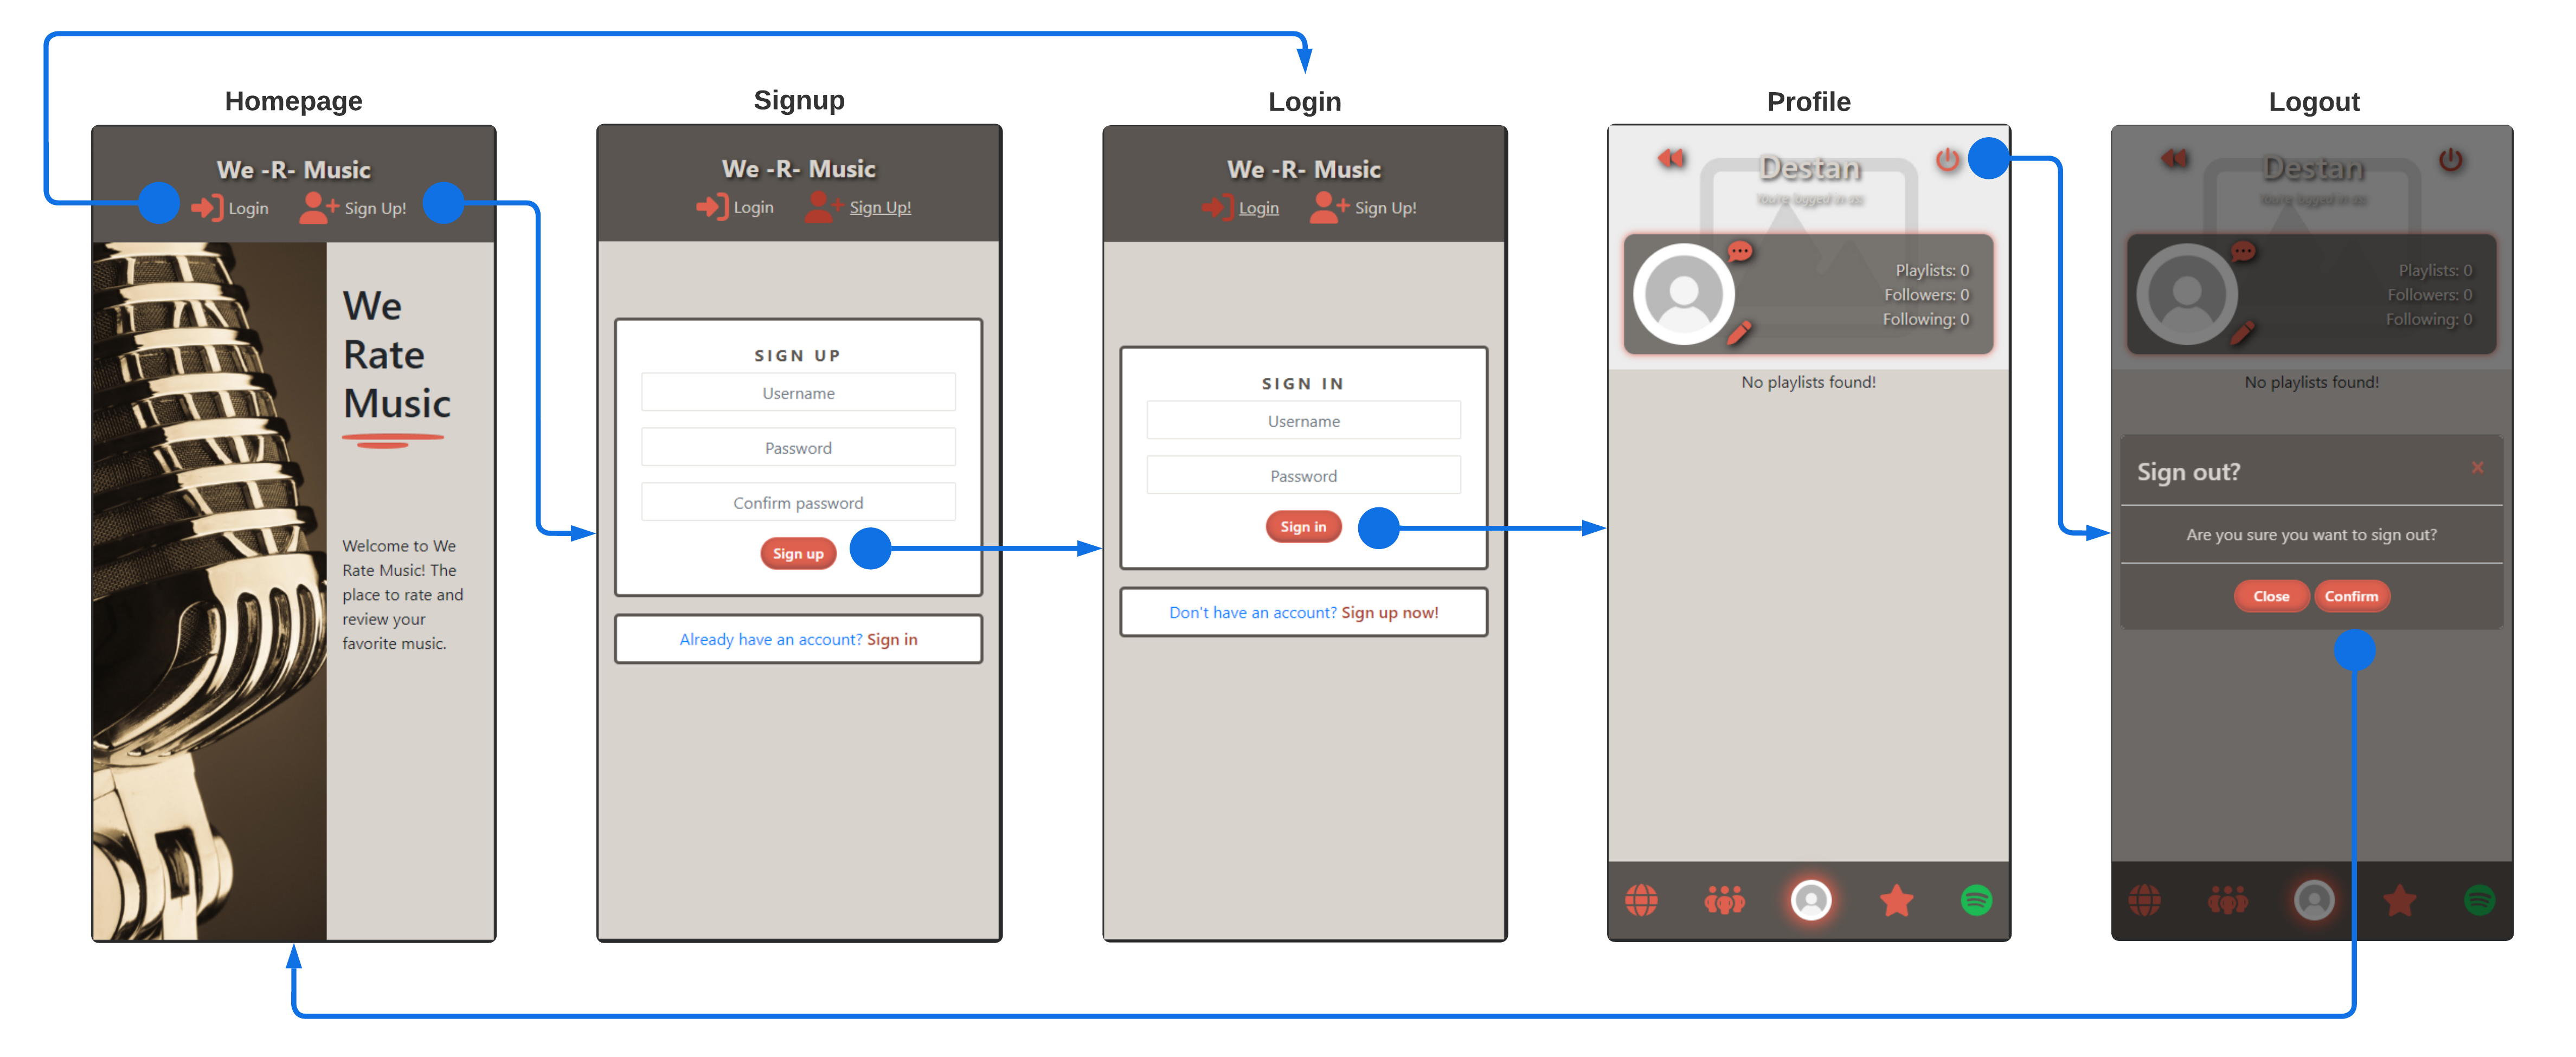 Homepage
We -R- Music
Login
Sign Up!
We
Rate
Music
Welcome to We
Rate Music! The
place to rate and
review your
favorite music.
Signup
We -R- Music
Login
Sign Up!
SIGN UP
Username
Password
Confirm password
Sign up
Already have an account? Sign in
Login
We -R- Music
Login
Sign Up!
SIGN IN
Username
Password
Sign in
Don't have an account? Sign up now!
Profile
Destan
You're logged in as:
Playlists: 0
Followers: 0
Following: 0
No playlists found!
Logout
Destan
You're logged in as:
Playlists: 0
Followers: 0
Following: 0
No playlists found!
Sign out?
Are you sure you want to sign out?
Close
Confirm